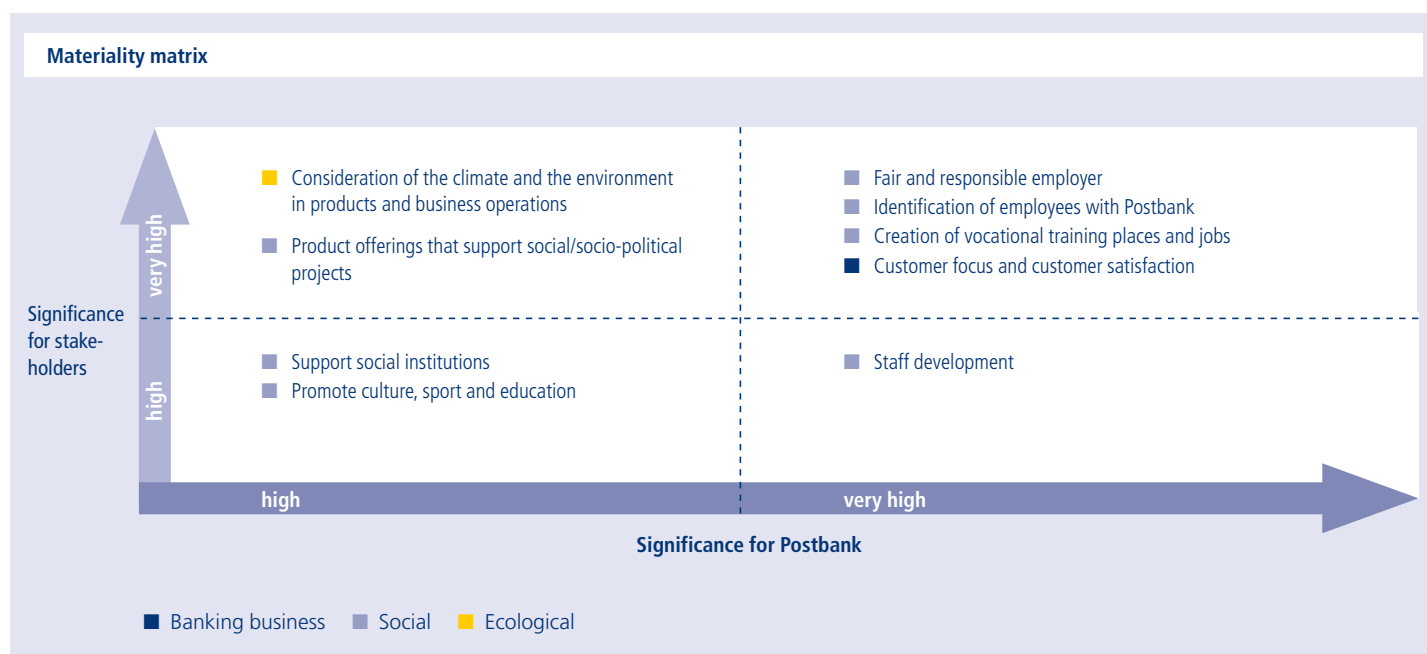 Materiality matrix
Consideration of the climate and the environment
in products and business operations
Product offerings that support social/socio-political
projects
Fair and responsible employer
Identification of employees with Postbank
Creation of vocational training places and jobs
Customer focus and customer satisfaction
very high
Significance
for stake-
holders
high
Support social institutions
Promote culture, sport and education
Staff development
high
very high
Significance for Postbank
Banking business
Social
Ecological